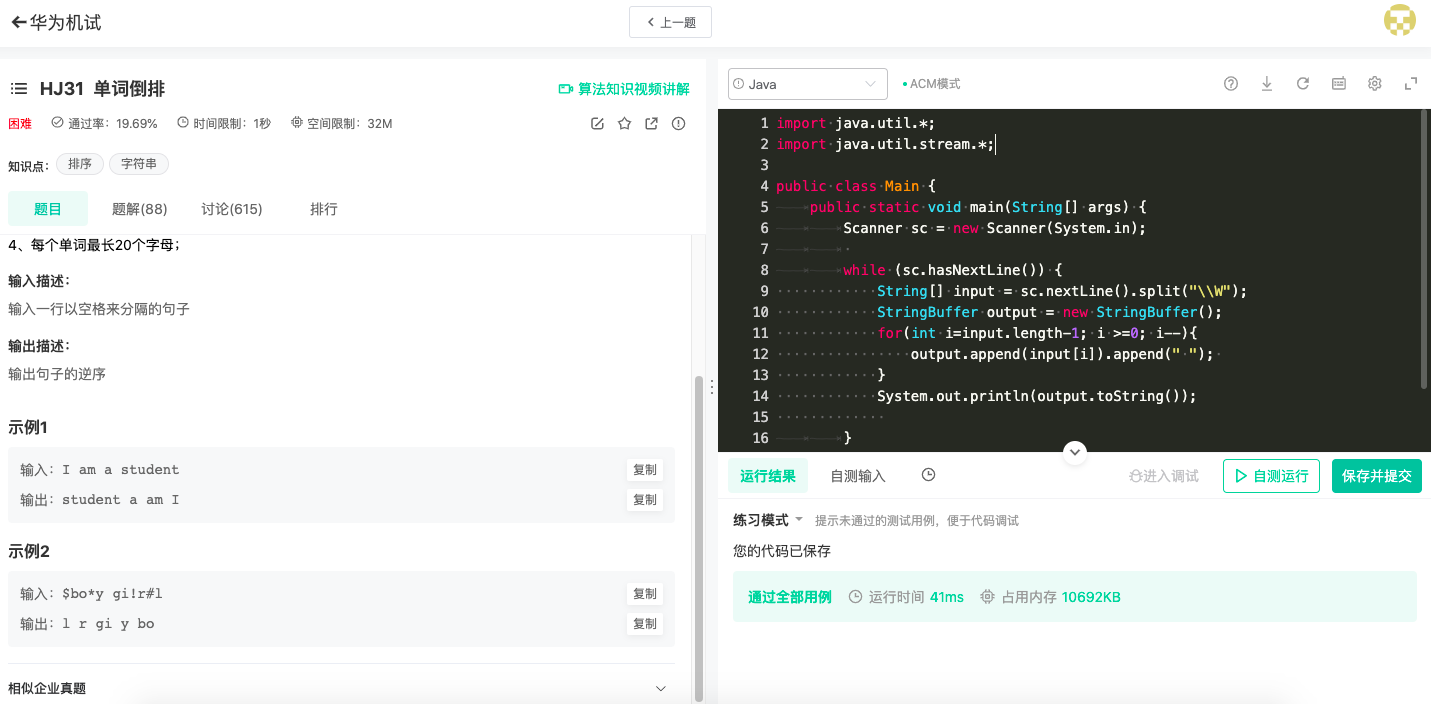 华为机试
上一题
HJ31 单词倒排
算法知识视频讲解
困难 通过率：19.69% 时间限制：1秒 空间限制：32M
知识点： 排序 字符串
题目 题解(88) 讨论(615) 排行
4、每个单词最长20个字母；
输入描述：
输入一行以空格来分隔的句子
输出描述：
输出句子的逆序
示例1
输入：I am a student 复制
输出：student a am I 复制
示例2
输入：$bo*y gi!r#l 复制
输出：l r gi y bo 复制
相似企业真题
Java ACM模式
1 import java.util.*;
2 import java.util.stream.*;
3
4 public class Main {
5 public static void main(String[] args) {
6 Scanner sc = new Scanner(System.in);
7
8 while (sc.hasNextLine()) {
9 String[] input = sc.nextLine().split("\\W");
10 StringBuffer output = new StringBuffer();
11 for(int i=input.length-1; i >=0; i--){
12 output.append(input[i]).append(" ");
13 }
14 System.out.println(output.toString());
15
16 }
运行结果 自测输入 进入调试 自测运行 保存并提交
练习模式 提示未通过的测试用例，便于代码调试
您的代码已保存
通过全部用例 运行时间 41ms 占用内存 10692KB